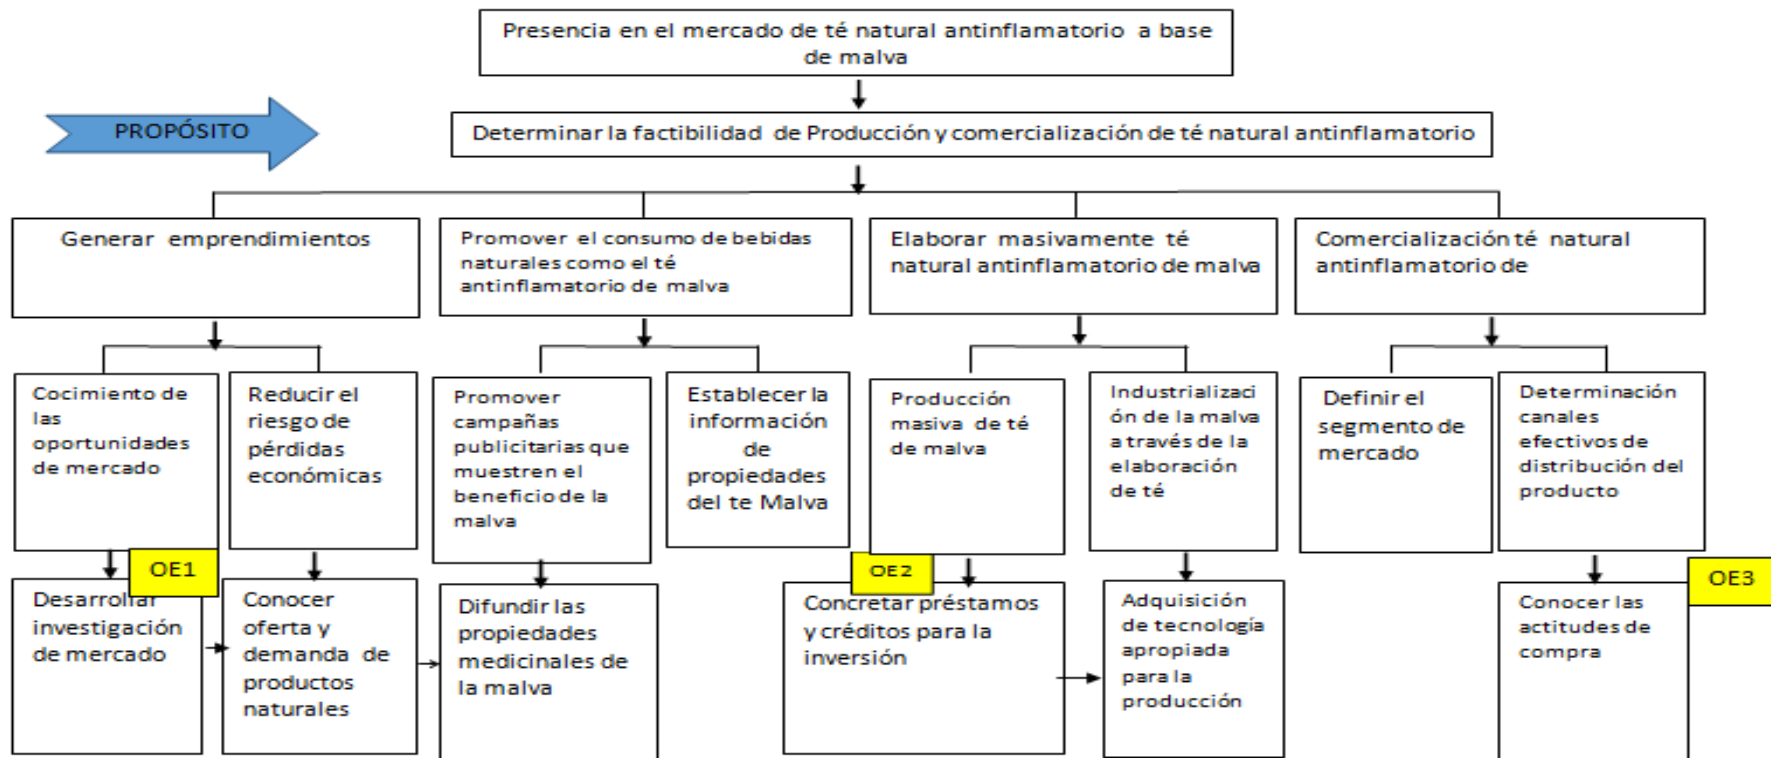 Presencia en el mercado de té natural antinflamatorio a base
de malva
PROPÓSITO
Determinar la factibilidad de Producción y comercialización de té natural antinflamatorio
Generar emprendimientos
Promover el consumo de bebidas
naturales como el té
antinflamatorio de malva
Elaborar masivamente té
natural antinflamatorio de malva
Comercialización té natural
antinflamatorio de
Cocimiento de
las
oportunidades
de mercado
Reducir el
riesgo de
pérdidas
económicas
Promover
campañas
publicitarias que
muestren el
beneficio de la
malva
Establecer la
información
de
propiedades
del te Malva
Producción
masiva de té
de malva
Industrializaci
ón de la malva
a través de la
elaboración
de té
Definir el
segmento de
mercado
Determinación
canales
efectivos de
distribución del
producto
OE1
OE2
OE3
Desarrollar
investigación
de mercado
Conocer
oferta y
demanda de
productos
naturales
Difundir las
propiedades
medicinales de
la malva
Concretar préstamos
y créditos para la
inversión
Adquisición
de tecnología
apropiada
para la
producción
Conocer las
actitudes de
compra